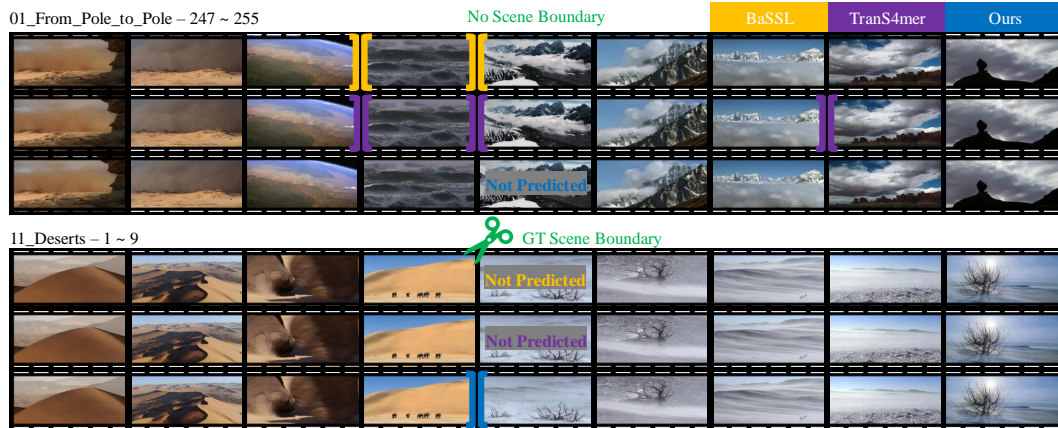 01_From_Pole_to_Pole – 247 ~ 255 No Scene Boundary BaSSL TranS4mer Ours
Not Predicted
11_Deserts – 1 ~ 9 GT Scene Boundary
Not Predicted
Not Predicted